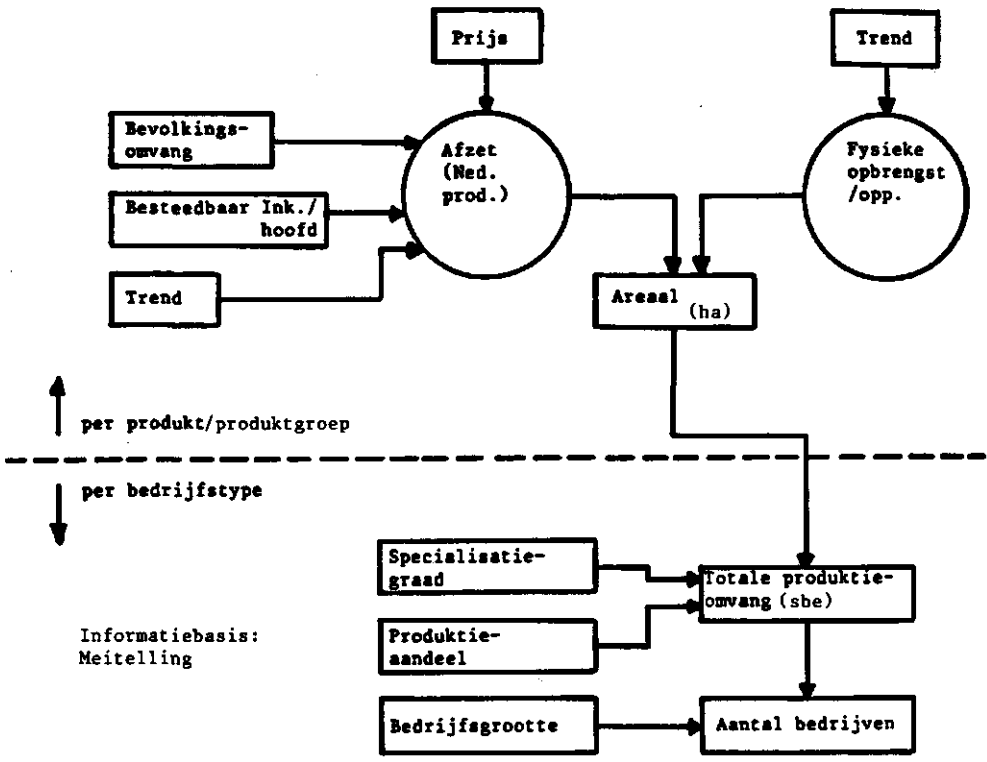 Prijs
Trend
Bevolkings-
omvang
Afzet
(Ned.
prod.)
Fysieke
opbrengst
/opp.
Besteedbaar Ink./
hoofd
Trend
Areaal
(ha)
per produkt/produktgroep
per bedrijfstype
Specialisatie-
graad
Totale produktie-
omvang (sbe)
Informatiebasis:
Meitelling
Produktie-
aandeel
Bedrijfsgrootte
Aantal bedrijven